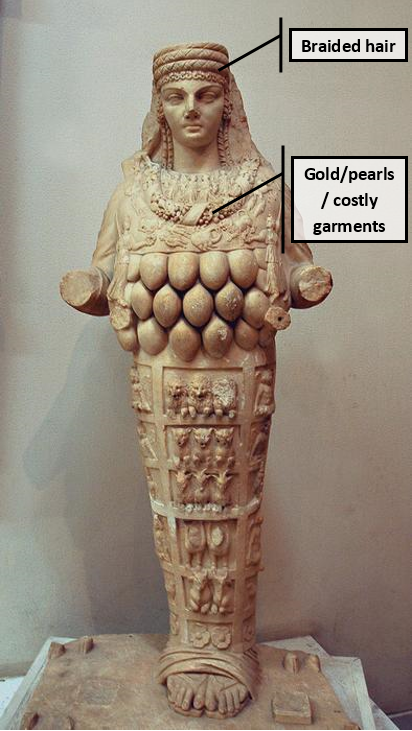 Braided hair
Gold/pearls
/ costly
garments